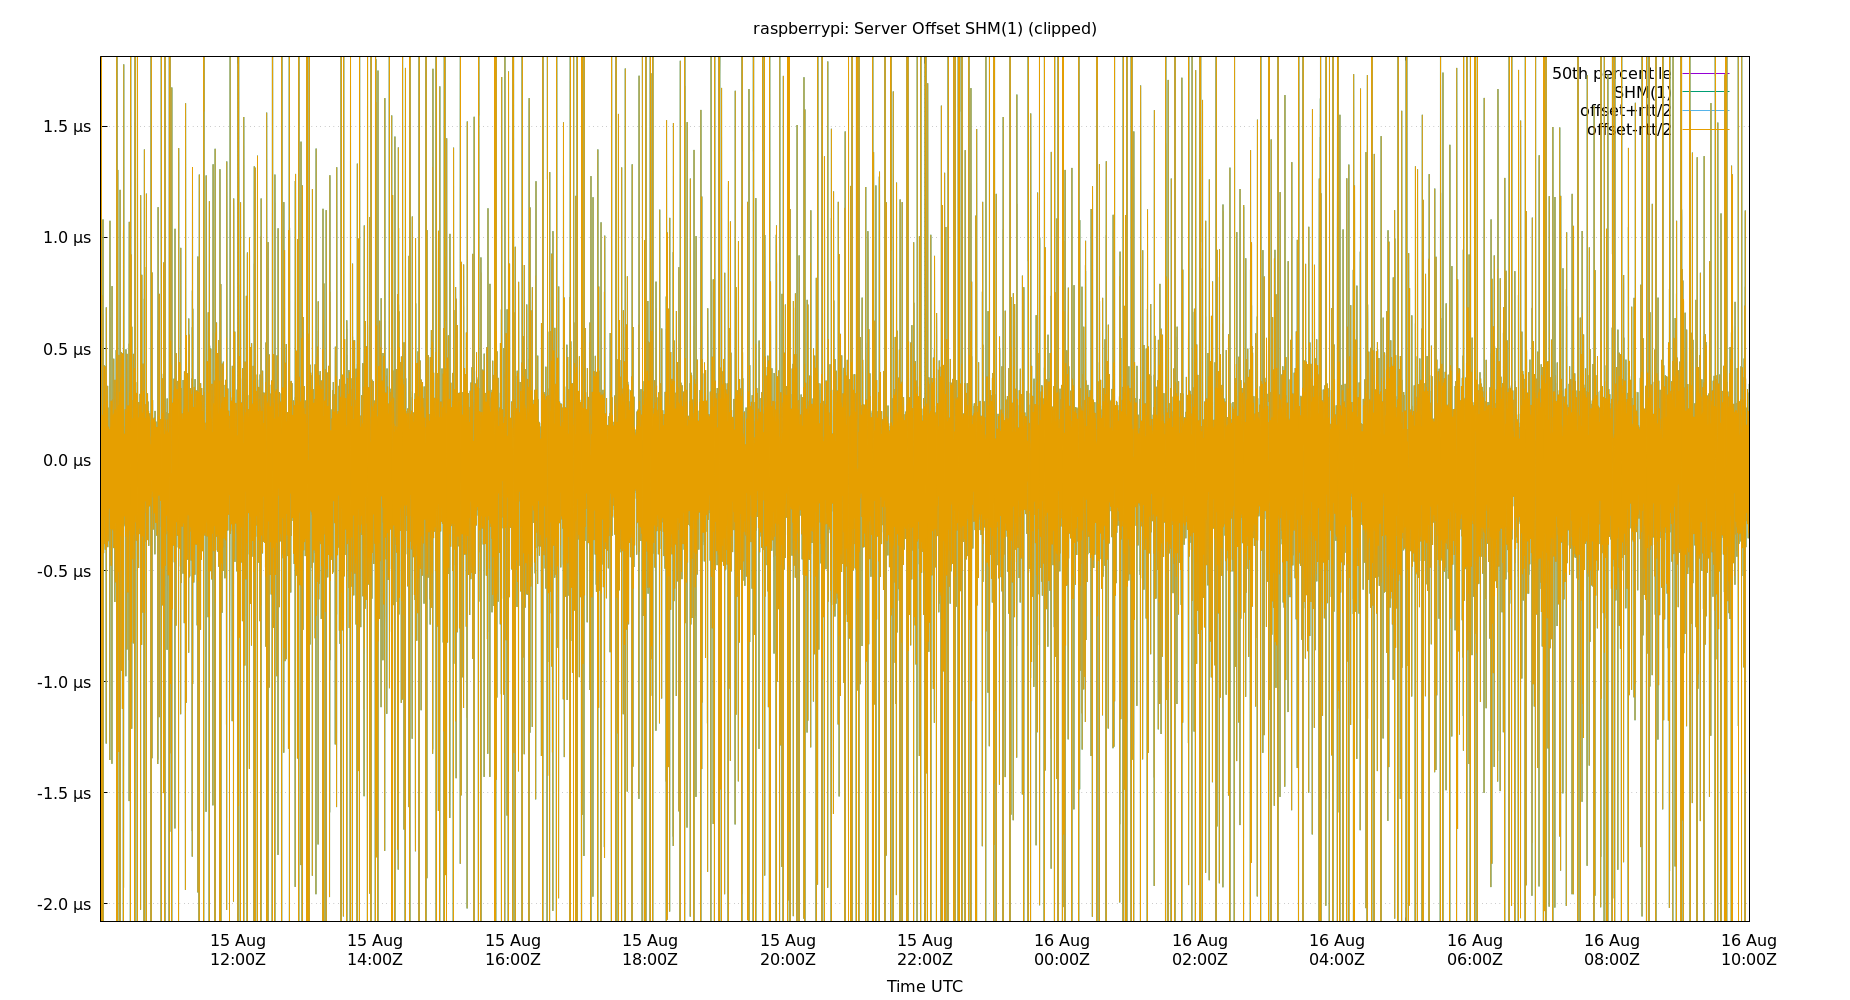 raspberrypi: Server Offset SHM(1) (clipped)
50th percentile
SHM(1)
offset+rtt/2
offset-rtt/2
1.5 µs
1.0 µs
0.5 µs
0.0 µs
-0.5 µs
-1.0 µs
-1.5 µs
-2.0 µs
15 Aug 15 Aug 15 Aug 15 Aug 15 Aug 15 Aug 16 Aug 16 Aug 16 Aug 16 Aug 16 Aug 16 Aug
12:00Z 14:00Z 16:00Z 18:00Z 20:00Z 22:00Z 00:00Z 02:00Z 04:00Z 06:00Z 08:00Z 10:00Z
Time UTC